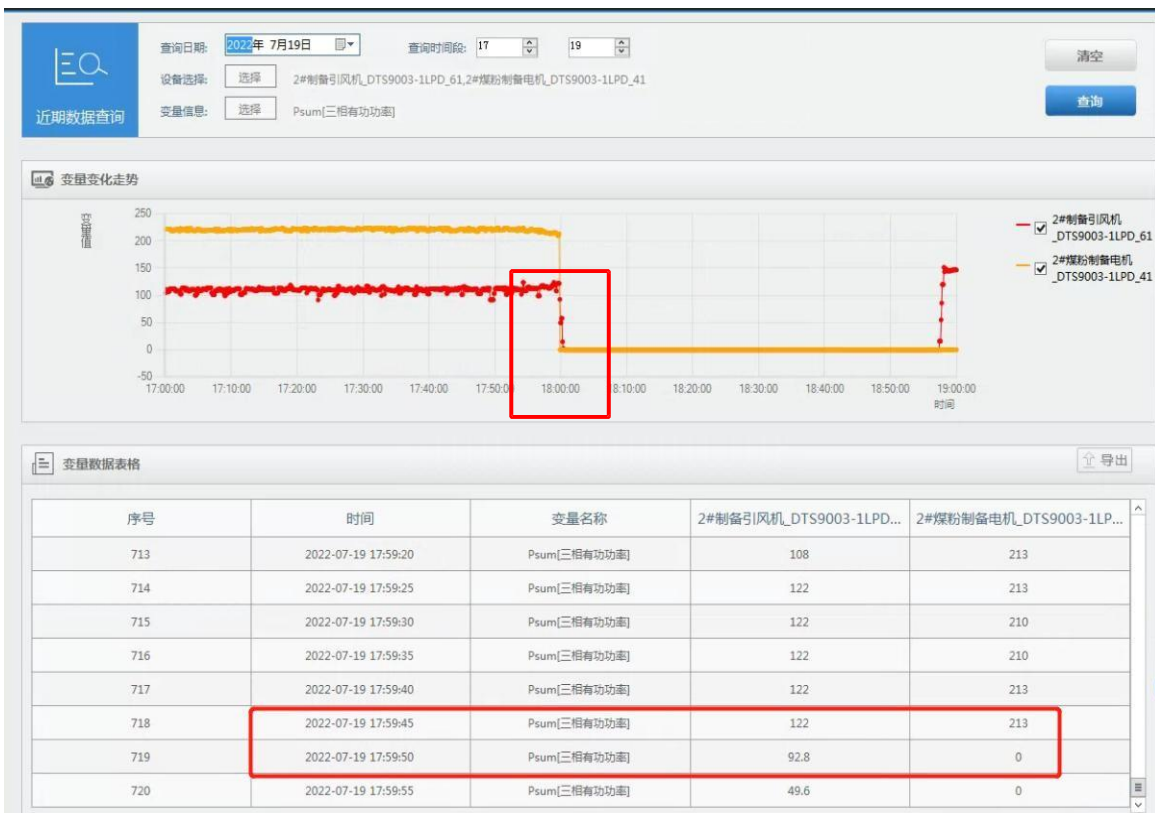 近期数据查询
查询日期: 2022年 7月19日 查询时间段: 17 19
设备选择: 选择 2#制备引风机_DTS9003-1LPD_61,2#煤粉制备电机_DTS9003-1LPD_41
变量信息: 选择 Psum[三相有功功率]
清空
查询
变量变化走势
变量值
250
200
150
100
50
0
-50
17:00:00 17:10:00 17:20:00 17:30:00 17:40:00 17:50:0 18:00:00 8:10:00 18:20:00 18:30:00 18:40:00 18:50:00 19:00:00
时间
2#制备引风机
_DTS9003-1LPD_61
2#煤粉制备电机
_DTS9003-1LPD_41
变量数据表格
导出
序号 时间 变量名称 2#制备引风机_DTS9003-1LPD... 2#煤粉制备电机_DTS9003-1LP...
713 2022-07-19 17:59:20 Psum[三相有功功率] 108 213
714 2022-07-19 17:59:25 Psum[三相有功功率] 122 213
715 2022-07-19 17:59:30 Psum[三相有功功率] 122 210
716 2022-07-19 17:59:35 Psum[三相有功功率] 122 210
717 2022-07-19 17:59:40 Psum[三相有功功率] 122 213
718 2022-07-19 17:59:45 Psum[三相有功功率] 122 213
719 2022-07-19 17:59:50 Psum[三相有功功率] 92.8 0
720 2022-07-19 17:59:55 Psum[三相有功功率] 49.6 0